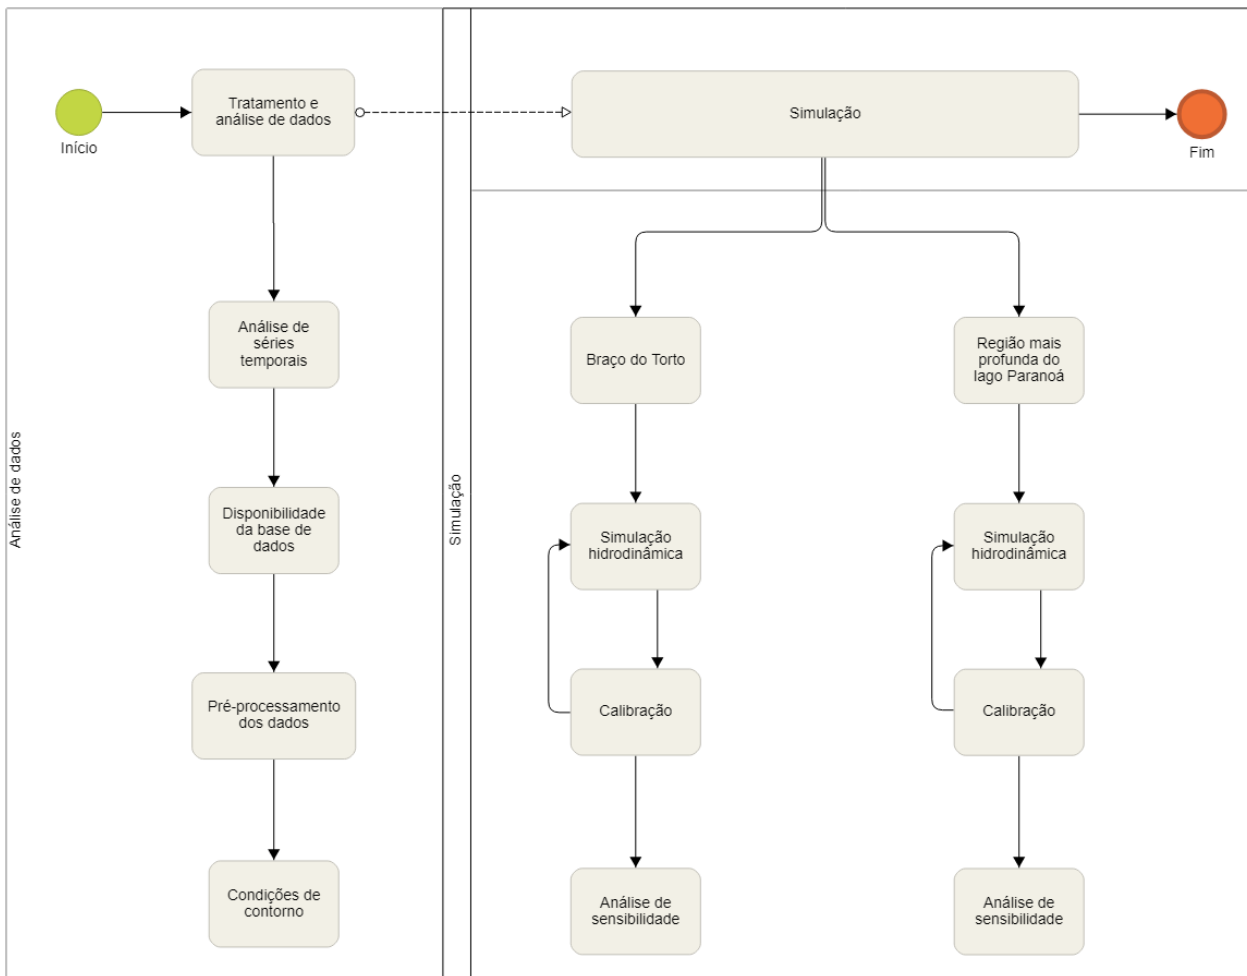 Análise de dados
Início
Tratamento e
análise de dados
Análise de
séries
temporais
Disponibilidade
da base de
dados
Pré-processamento
dos dados
Condições de
contorno
Simulação
Simulação
Fim
Braço do Torto
Simulação
hidrodinâmica
Calibração
Análise de
sensibilidade
Região mais
profunda do
lago Paranoá
Simulação
hidrodinâmica
Calibração
Análise de
sensibilidade